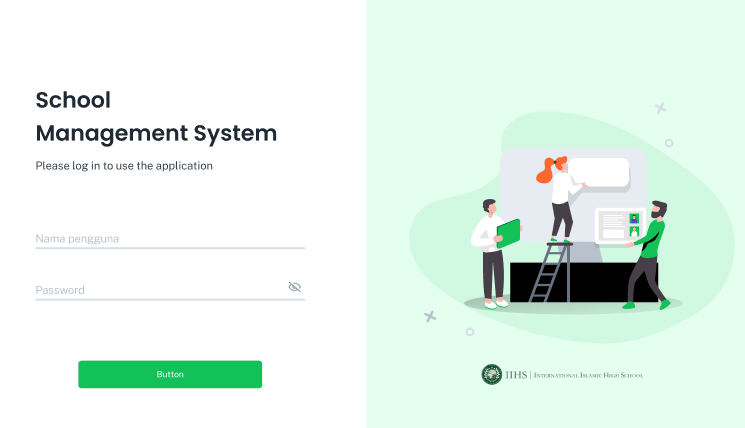 School
Management System
Please log in to use the application
Nama pengguna
Password
Button
IIHS | International Islamic High School